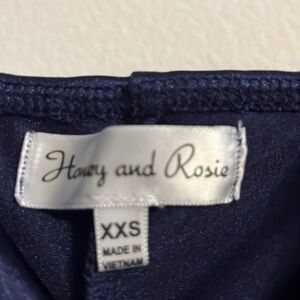 Honey and Rosie
XXS
MADE IN
VIETNAM